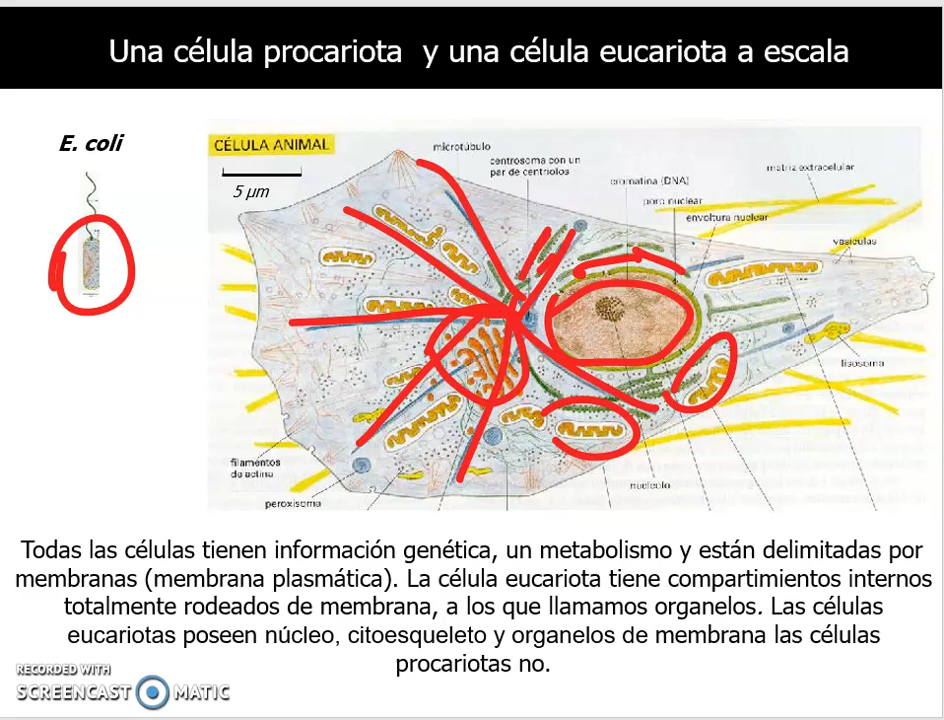 Una célula procariota y una célula eucariota a escala
E. coli
CÉLULA ANIMAL
5 µm
microtúbulo
centrosoma con un
par de centriolos
cromatina (DNA)
poro nuclear
envoltura nuclear
matriz extracelular
vesículas
lisosoma
filamentos
de actina
peroxisoma
nucleolo
Todas las células tienen información genética, un metabolismo y están delimitadas por
membranas (membrana plasmática). La célula eucariota tiene compartimientos internos
totalmente rodeados de membrana, a los que llamamos organelos. Las células
eucariotas poseen núcleo, citoesqueleto y organelos de membrana las células
procariotas no.
RECORDED WITH
SCREENCAST MATIC